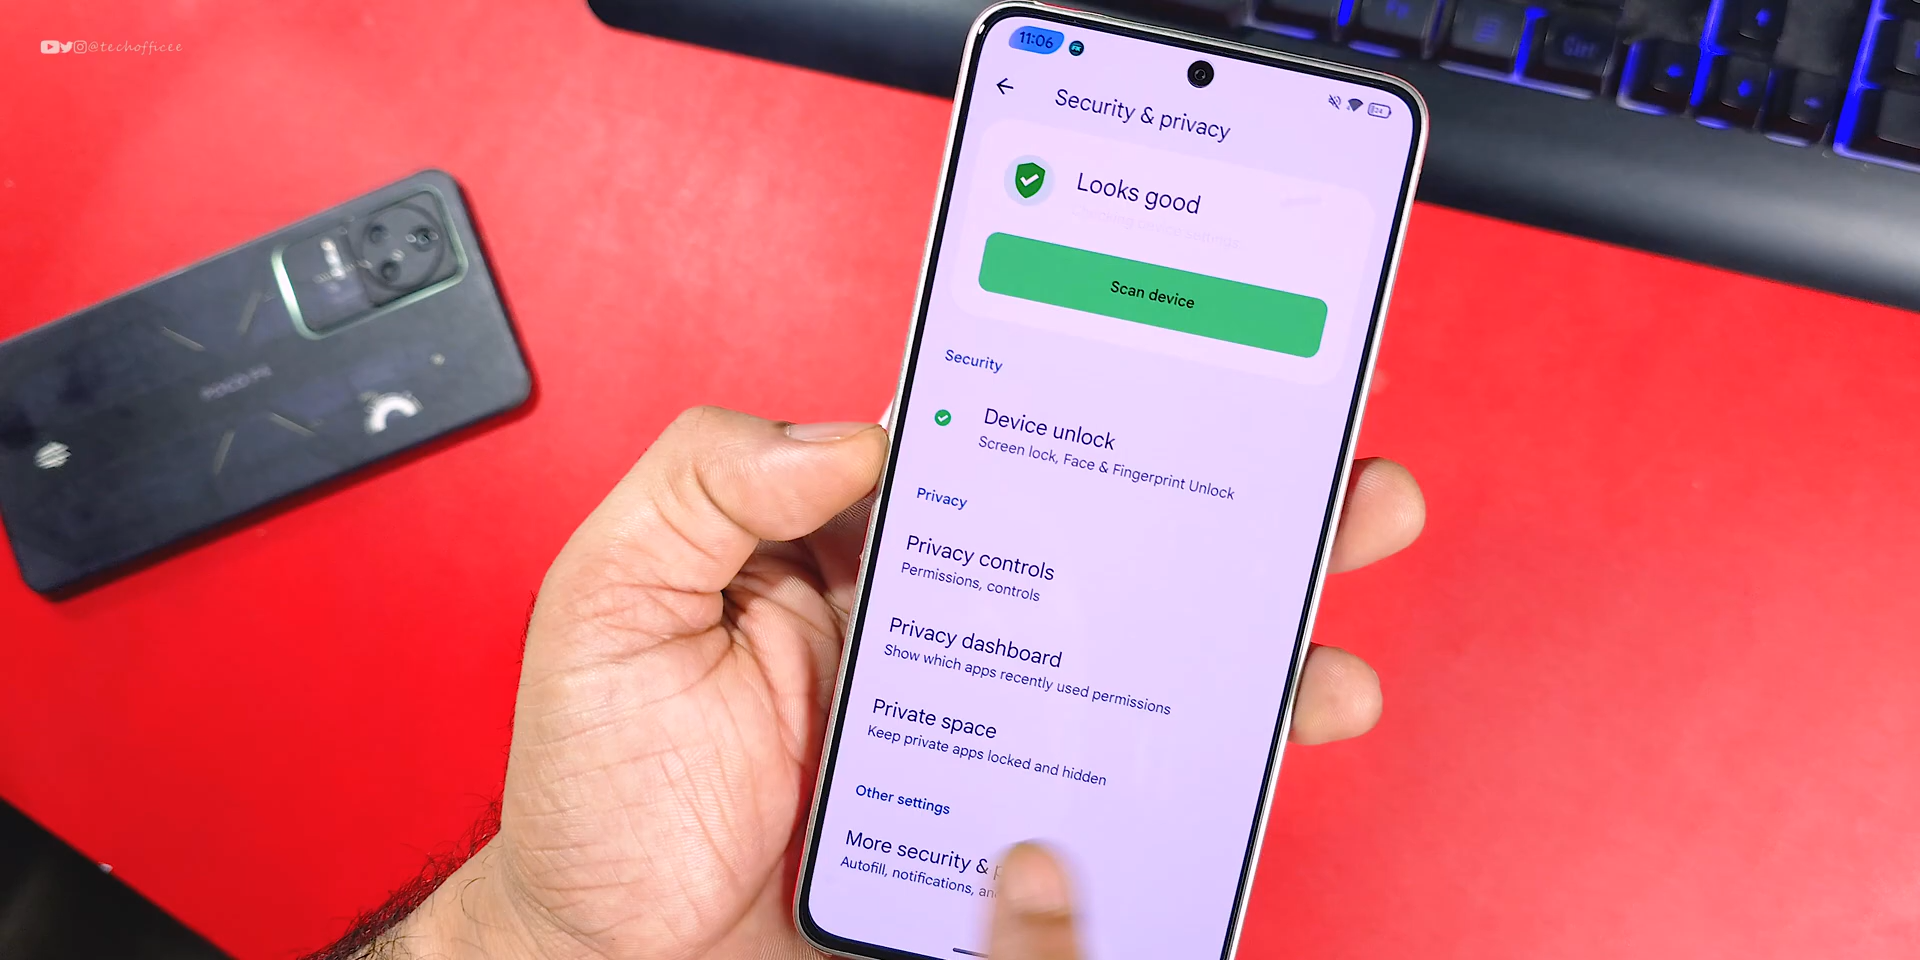 @techofficee
11:06
Security & privacy
Looks good
Scan device
Security
Device unlock
Screen lock, Face & Fingerprint Unlock
Privacy
Privacy controls
Permissions, controls
Privacy dashboard
Show which apps recently used permissions
Private space
Keep private apps locked and hidden
Other settings
More security &
Autofill, notifications,
POCO
Ctrl